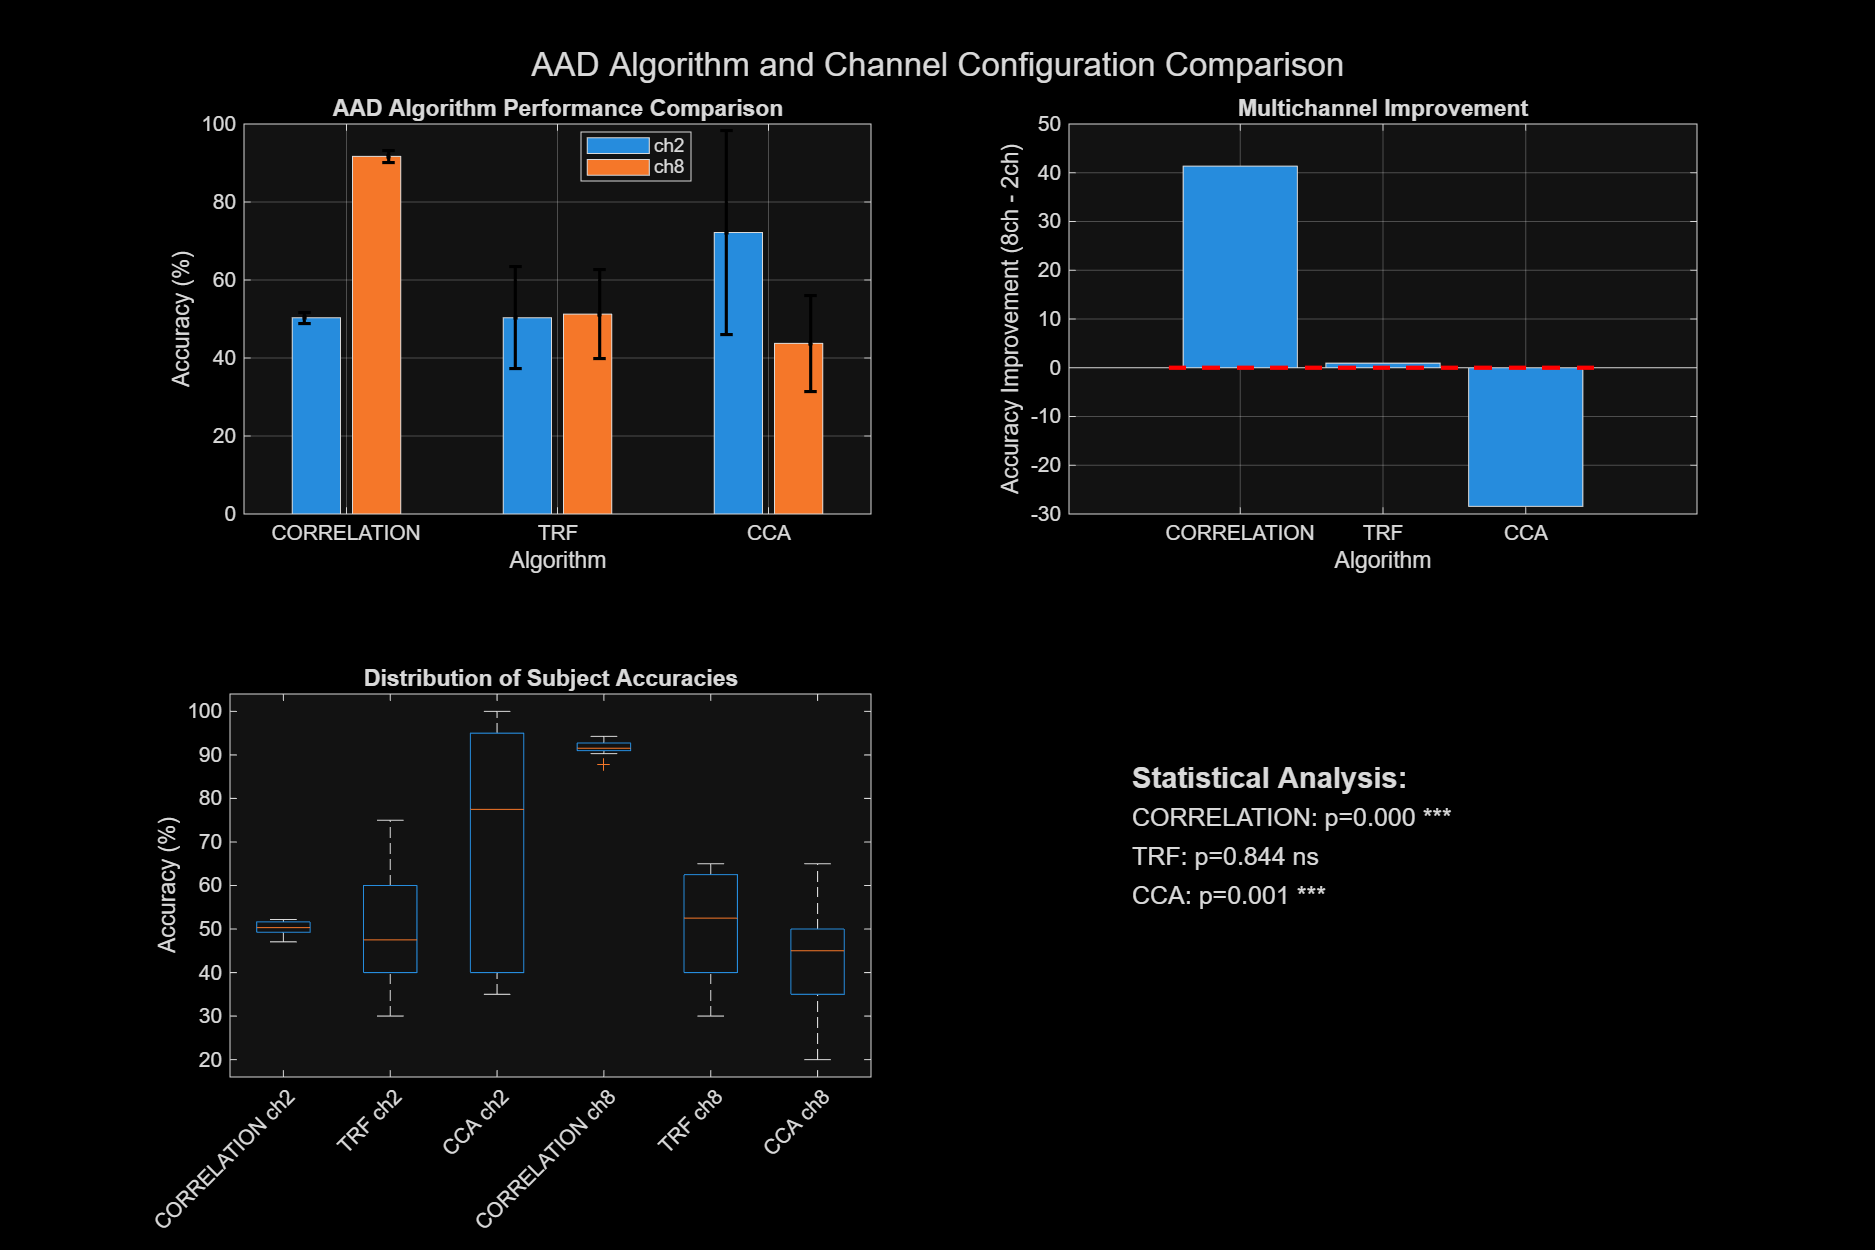 AAD Algorithm and Channel Configuration Comparison
AAD Algorithm Performance Comparison
100
80
60
40
20
0
Accuracy (%)
ch2
ch8
CORRELATION TRF CCA
Algorithm
Multichannel Improvement
50
40
30
20
10
0
-10
-20
-30
Accuracy Improvement (8ch - 2ch)
CORRELATION TRF CCA
Algorithm
Distribution of Subject Accuracies
100
90
80
70
60
50
40
30
20
Accuracy (%)
CORRELATION ch2
TRF ch2
CCA ch2
CORRELATION ch8
TRF ch8
CCA ch8
Statistical Analysis:
CORRELATION: p=0.000 ***
TRF: p=0.844 ns
CCA: p=0.001 ***